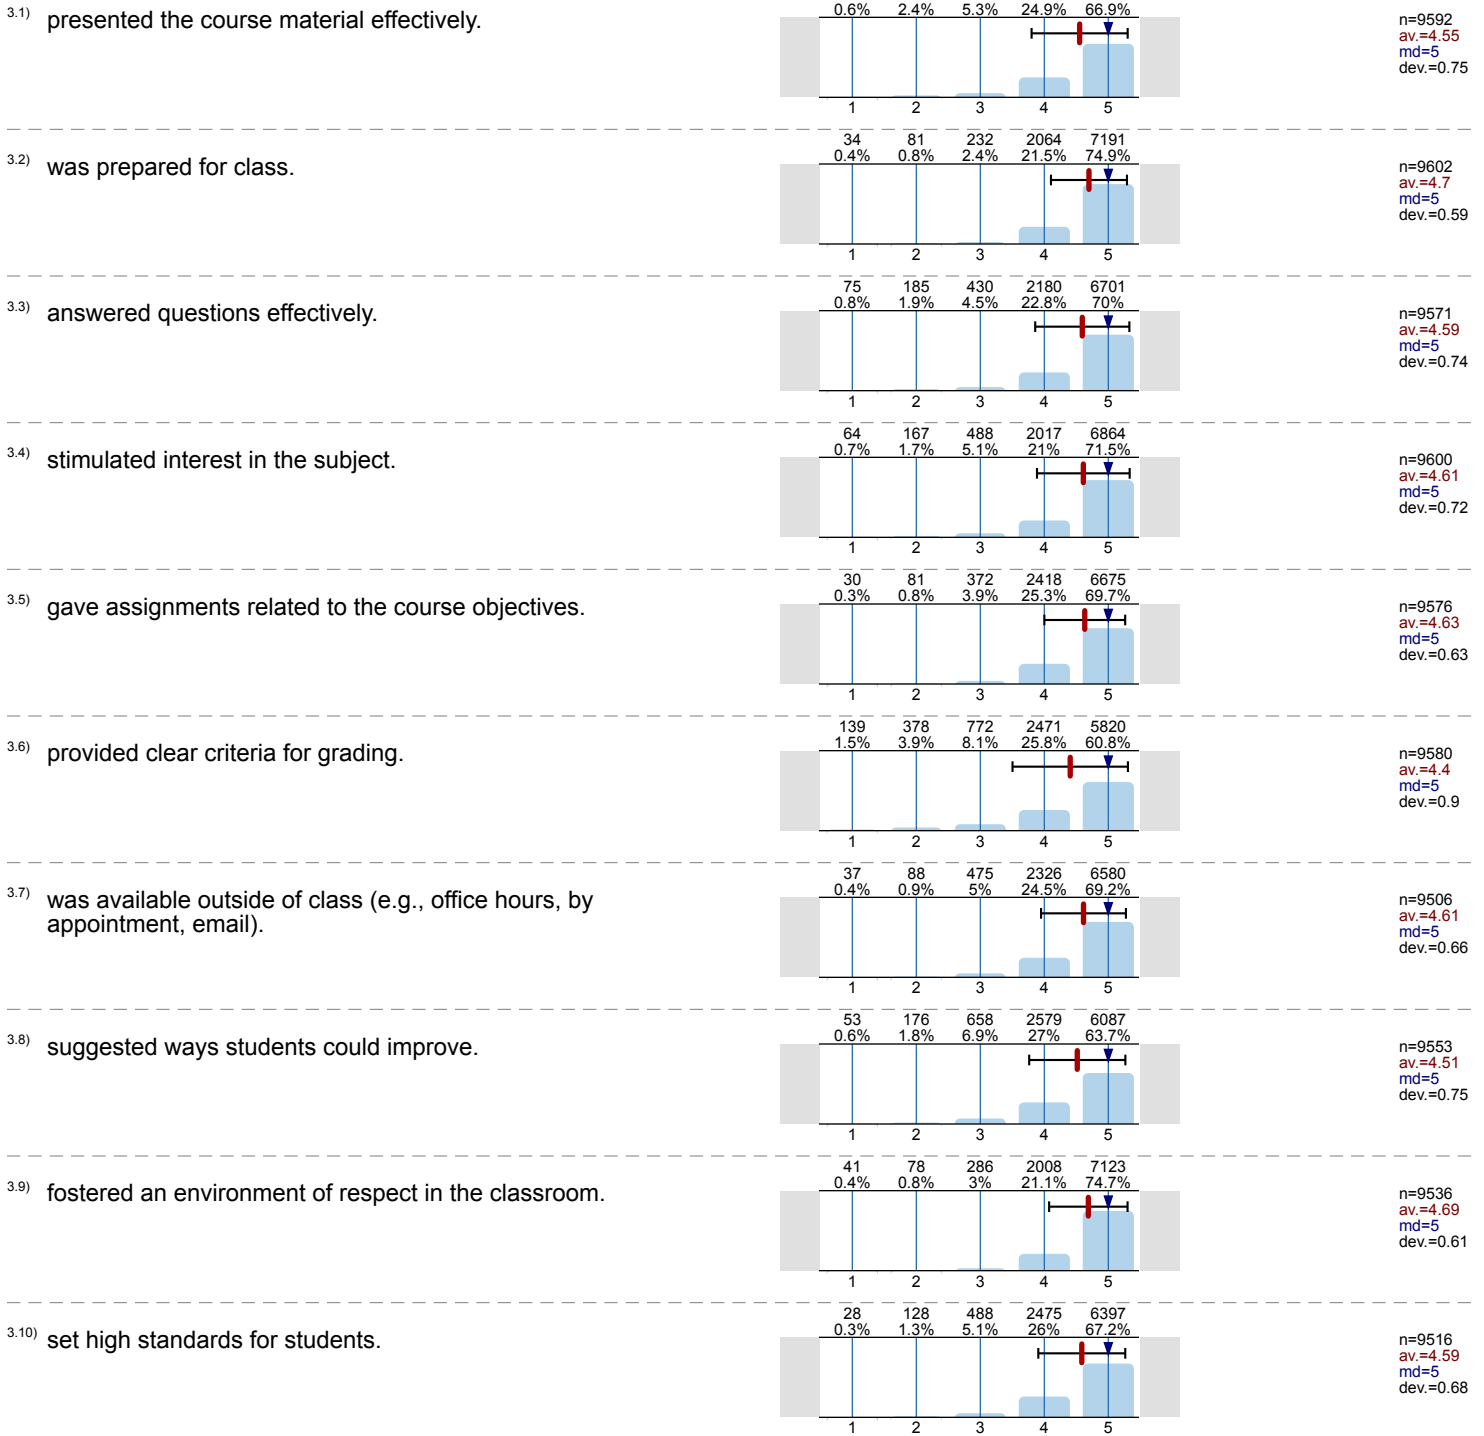 0.6% 2.4% 5.3% 24.9% 66.9%
3.1) presented the course material effectively.
n=9592
av.=4.55
md=5
dev.=0.75
1 2 3 4 5
34 81 232 2064 7191
0.4% 0.8% 2.4% 21.5% 74.9%
3.2) was prepared for class.
n=9602
av.=4.7
md=5
dev.=0.59
1 2 3 4 5
75 185 430 2180 6701
0.8% 1.9% 4.5% 22.8% 70%
3.3) answered questions effectively.
n=9571
av.=4.59
md=5
dev.=0.74
1 2 3 4 5
64 167 488 2017 6864
0.7% 1.7% 5.1% 21% 71.5%
3.4) stimulated interest in the subject.
n=9600
av.=4.61
md=5
dev.=0.72
1 2 3 4 5
30 81 372 2418 6675
0.3% 0.8% 3.9% 25.3% 69.7%
3.5) gave assignments related to the course objectives.
n=9576
av.=4.63
md=5
dev.=0.63
1 2 3 4 5
139 378 772 2471 5820
1.5% 3.9% 8.1% 25.8% 60.8%
3.6) provided clear criteria for grading.
n=9580
av.=4.4
md=5
dev.=0.9
1 2 3 4 5
37 88 475 2326 6580
0.4% 0.9% 5% 24.5% 69.2%
3.7) was available outside of class (e.g., office hours, by
appointment, email).
n=9506
av.=4.61
md=5
dev.=0.66
1 2 3 4 5
53 176 658 2579 6087
0.6% 1.8% 6.9% 27% 63.7%
3.8) suggested ways students could improve.
n=9553
av.=4.51
md=5
dev.=0.75
1 2 3 4 5
41 78 286 2008 7123
0.4% 0.8% 3% 21.1% 74.7%
3.9) fostered an environment of respect in the classroom.
n=9536
av.=4.69
md=5
dev.=0.61
1 2 3 4 5
28 128 488 2475 6397
0.3% 1.3% 5.1% 26% 67.2%
3.10) set high standards for students.
n=9516
av.=4.59
md=5
dev.=0.68
1 2 3 4 5